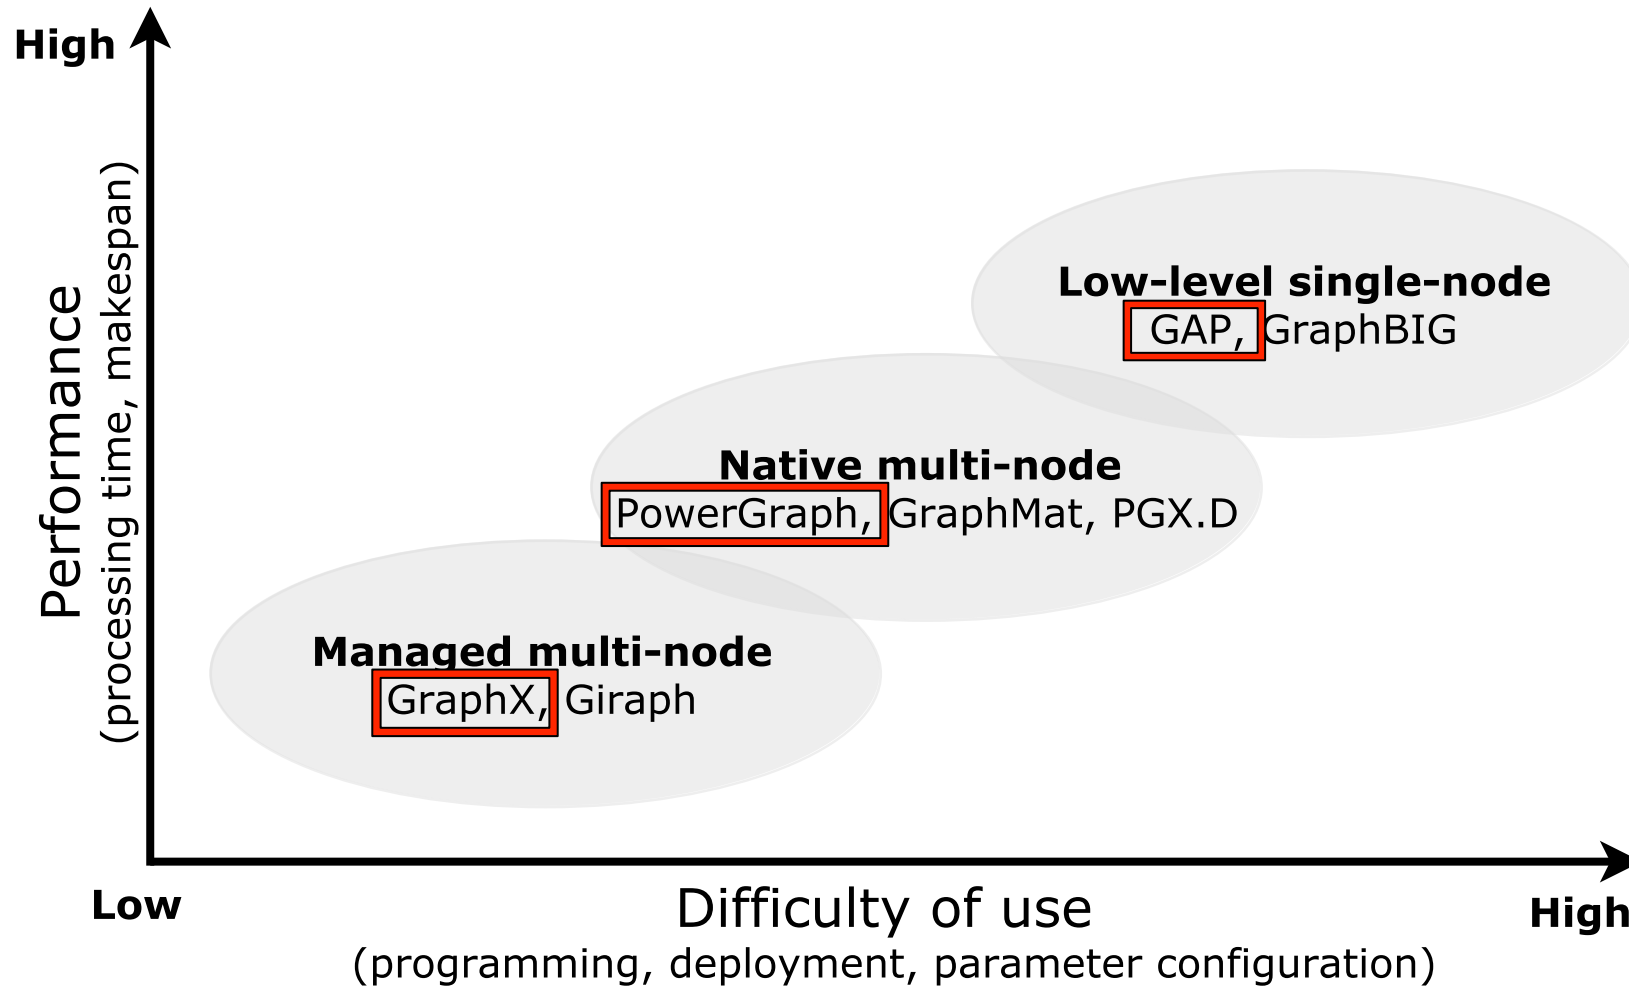 High
Performance
(processing time, makespan)
Low-level single-node
GAP, GraphBIG
Native multi-node
PowerGraph, GraphMat, PGX.D
Managed multi-node
GraphX, Giraph
Low
Difficulty of use
High
(programming, deployment, parameter configuration)